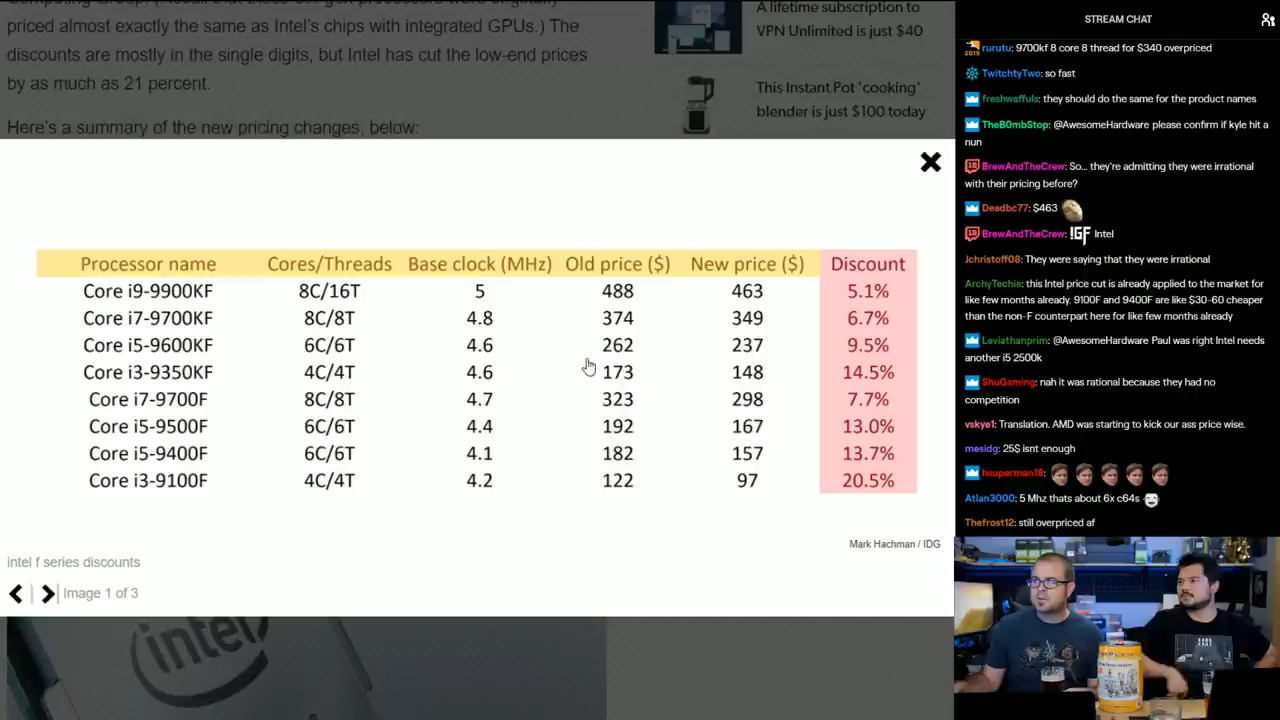 priced almost exactly the same as Intel's chips with integrated GPUs.) The
discounts are mostly in the single digits, but Intel has cut the low-end prices
by as much as 21 percent.
Here's a summary of the new pricing changes, below:
A lifetime subscription to
VPN Unlimited is just $40
This Instant Pot 'cooking'
blender is just $100 today
Processor name Cores/Threads Base clock (MHz) Old price ($) New price ($) Discount
Core i9-9900KF 8C/16T 5 488 463 5.1%
Core i7-9700KF 8C/8T 4.8 374 349 6.7%
Core i5-9600KF 6C/6T 4.6 262 237 9.5%
Core i3-9350KF 4C/4T 4.6 173 148 14.5%
Core i7-9700F 8C/8T 4.7 323 298 7.7%
Core i5-9500F 6C/6T 4.4 192 167 13.0%
Core i5-9400F 6C/6T 4.1 182 157 13.7%
Core i3-9100F 4C/4T 4.2 122 97 20.5%
Mark Hachman / IDG
intel f series discounts
Image 1 of 3
intel
STREAM CHAT
rurutu: 9700kf 8 core 8 thread for $340 overpriced
TwitchtyTwo: so fast
freshwaffuls: they should do the same for the product names
TheB0mbStop: @AwesomeHardware please confirm if kyle hit a
nun
BrewAndTheCrew: So... they're admitting they were irrational
with their pricing before?
Deadbc77: $463
BrewAndTheCrew: !GF Intel
Jchristoff08: They were saying that they were irrational
ArchyTechie: this Intel price cut is already applied to the market for
like few months already. 9100F and 9400F are like $30-60 cheaper
than the non-F counterpart here for like few months already
Leviathanprim: @AwesomeHardware Paul was right Intel needs
another i5 2500k
ShuGaming: nah it was rational because they had no
competition
vskye1: Translation. AMD was starting to kick our ass price wise.
mesidg: 25$ isnt enough
hsuperman18:
Atlan3000: 5 Mhz thats about 6x c64s
Thefrost12: still overpriced af